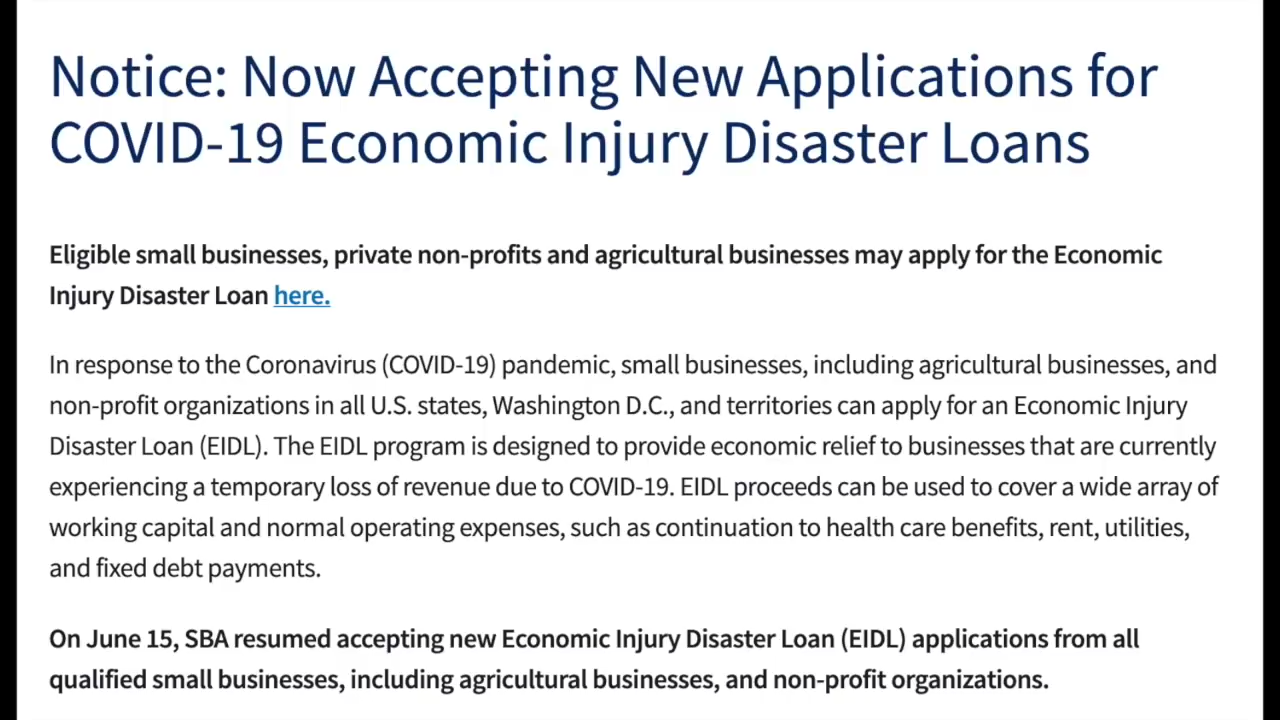 Notice: Now Accepting New Applications for
COVID-19 Economic Injury Disaster Loans
Eligible small businesses, private non-profits and agricultural businesses may apply for the Economic
Injury Disaster Loan here.
In response to the Coronavirus (COVID-19) pandemic, small businesses, including agricultural businesses, and
non-profit organizations in all U.S. states, Washington D.C., and territories can apply for an Economic Injury
Disaster Loan (EIDL). The EIDL program is designed to provide economic relief to businesses that are currently
experiencing a temporary loss of revenue due to COVID-19. EIDL proceeds can be used to cover a wide array of
working capital and normal operating expenses, such as continuation to health care benefits, rent, utilities,
and fixed debt payments.
On June 15, SBA resumed accepting new Economic Injury Disaster Loan (EIDL) applications from all
qualified small businesses, including agricultural businesses, and non-profit organizations.